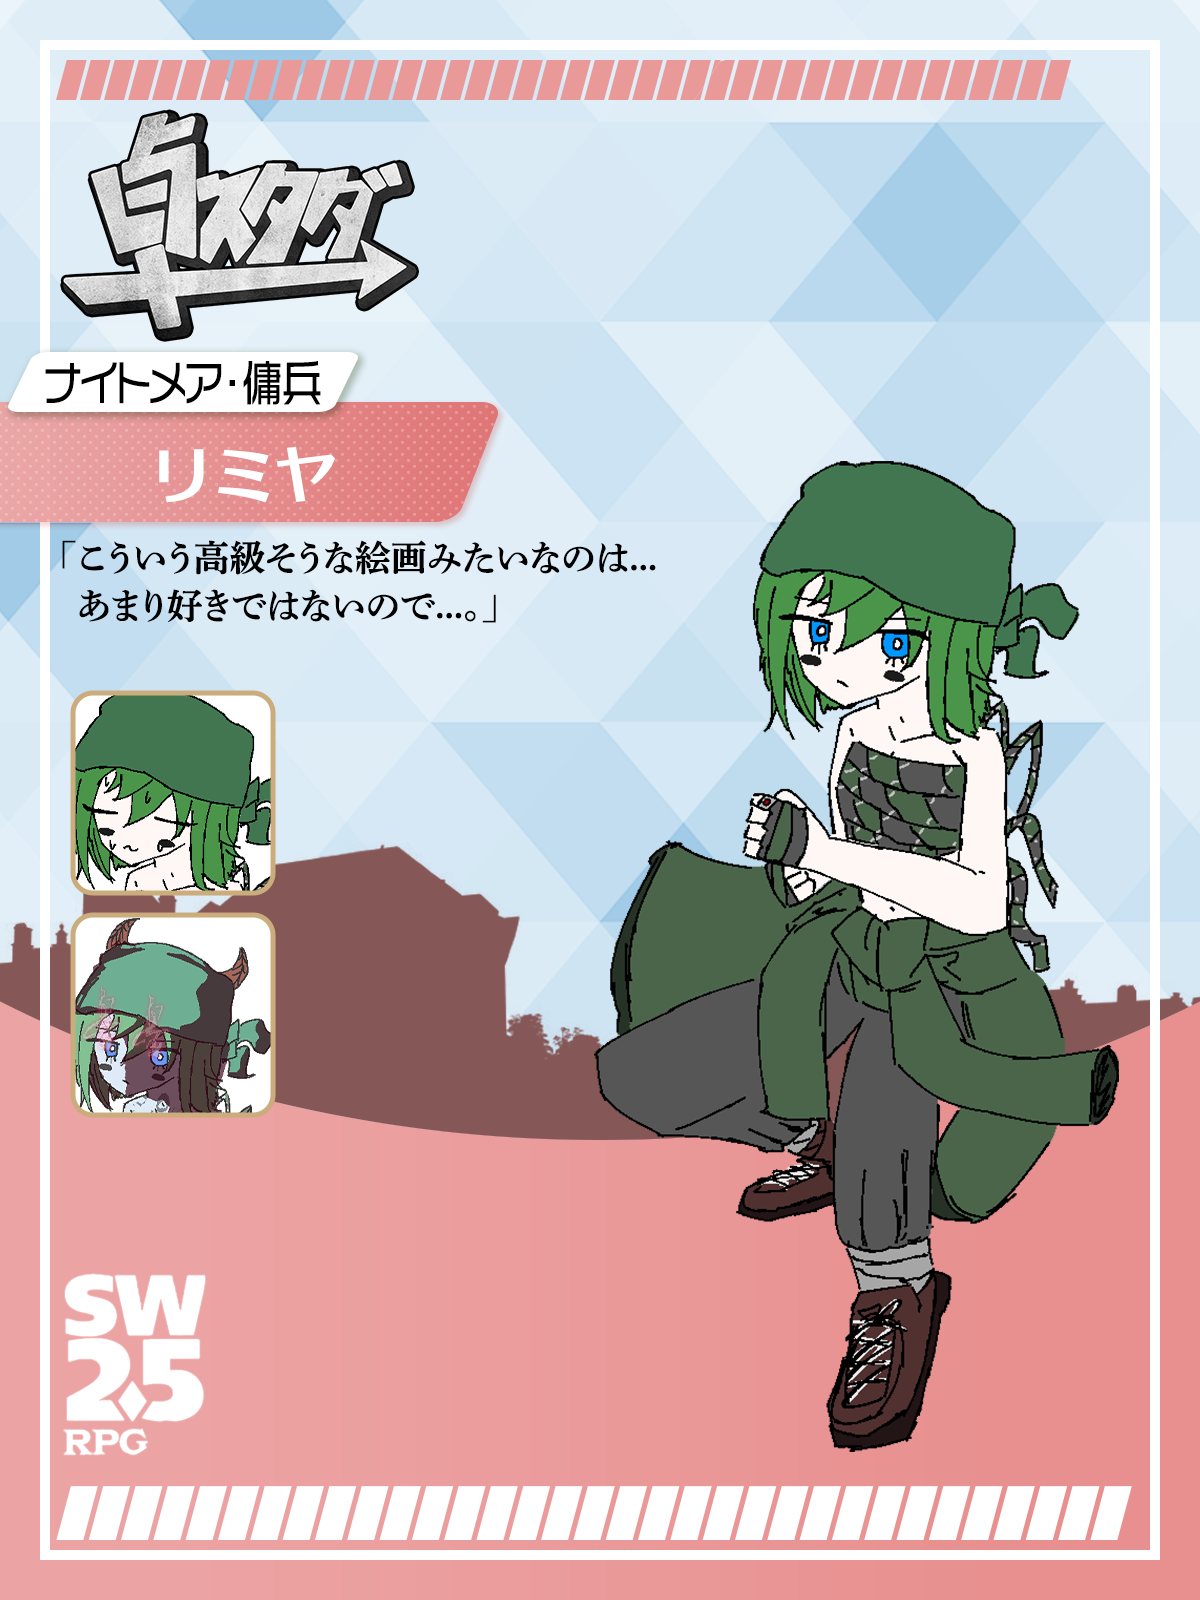 卓ラスタダ
ナイトメア・傭兵
リミヤ
「こういう高級そうな絵画みたいなのは…
あまり好きではないので…。」
SW
2.5
RPG